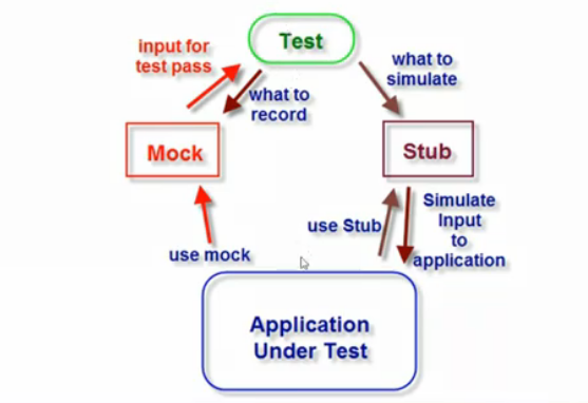 Test
input for
test pass
what to
simulate
what to
record
Mock
Stub
Simulate
Input
to
application
use Stub
use mock
Application
Under Test